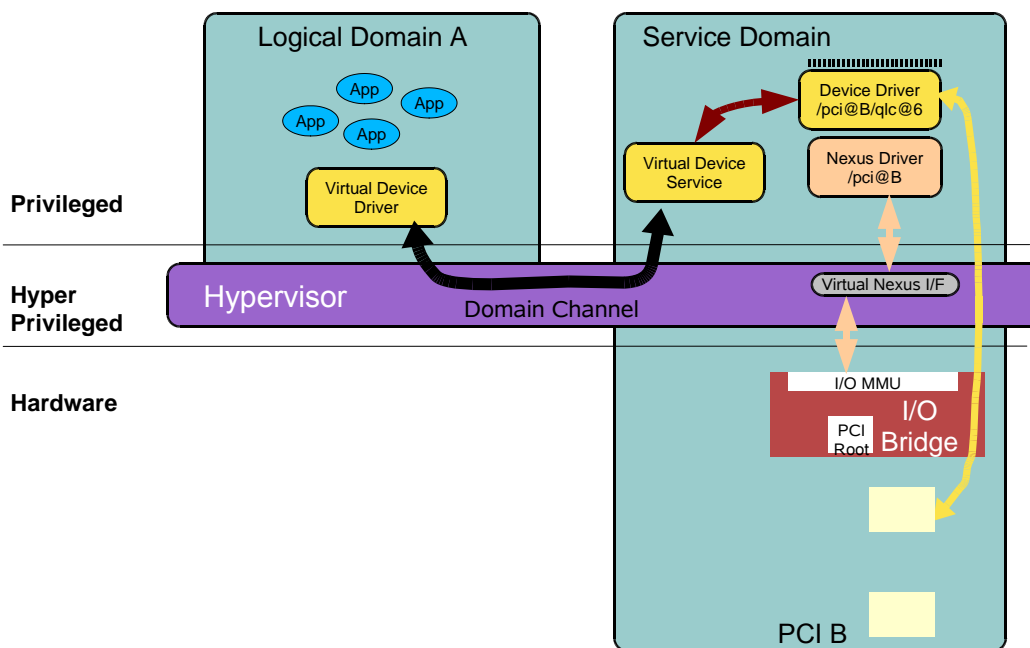 Logical Domain A
Service Domain
App
App
App
App
Device Driver
/pci@B/qlc@6
Virtual Device
Service
Nexus Driver
/pci@B
Virtual Device
Driver
Privileged
Hyper
Privileged
Hypervisor
Domain Channel
Virtual Nexus I/F
Hardware
I/O MMU
I/O
Bridge
PCI
Root
PCI B